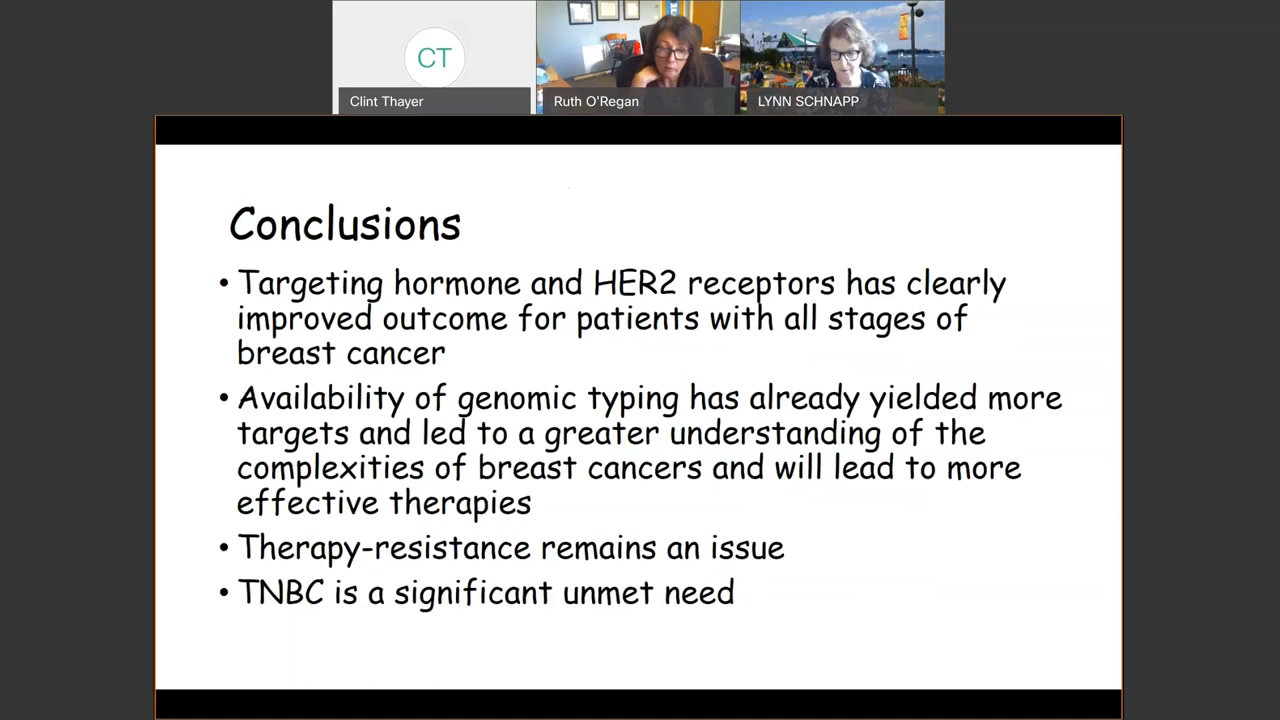 CT
Clint Thayer
Ruth O'Regan
LYNN SCHNAPP
Conclusions
• Targeting hormone and HER2 receptors has clearly
improved outcome for patients with all stages of
breast cancer
• Availability of genomic typing has already yielded more
targets and led to a greater understanding of the
complexities of breast cancers and will lead to more
effective therapies
• Therapy-resistance remains an issue
• TNBC is a significant unmet need